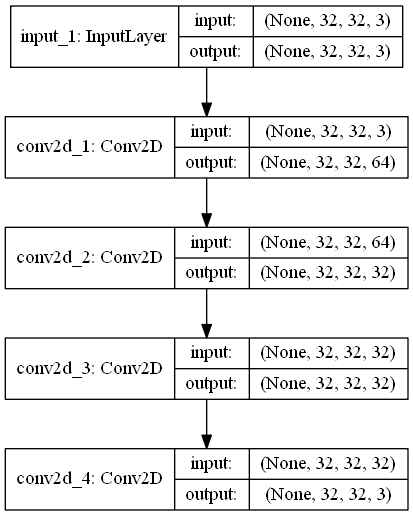 input_1: InputLayer
input:
(None, 32, 32, 3)
output:
(None, 32, 32, 3)
conv2d_1: Conv2D
input:
(None, 32, 32, 3)
output:
(None, 32, 32, 64)
conv2d_2: Conv2D
input:
(None, 32, 32, 64)
output:
(None, 32, 32, 32)
conv2d_3: Conv2D
input:
(None, 32, 32, 32)
output:
(None, 32, 32, 32)
conv2d_4: Conv2D
input:
(None, 32, 32, 32)
output:
(None, 32, 32, 3)